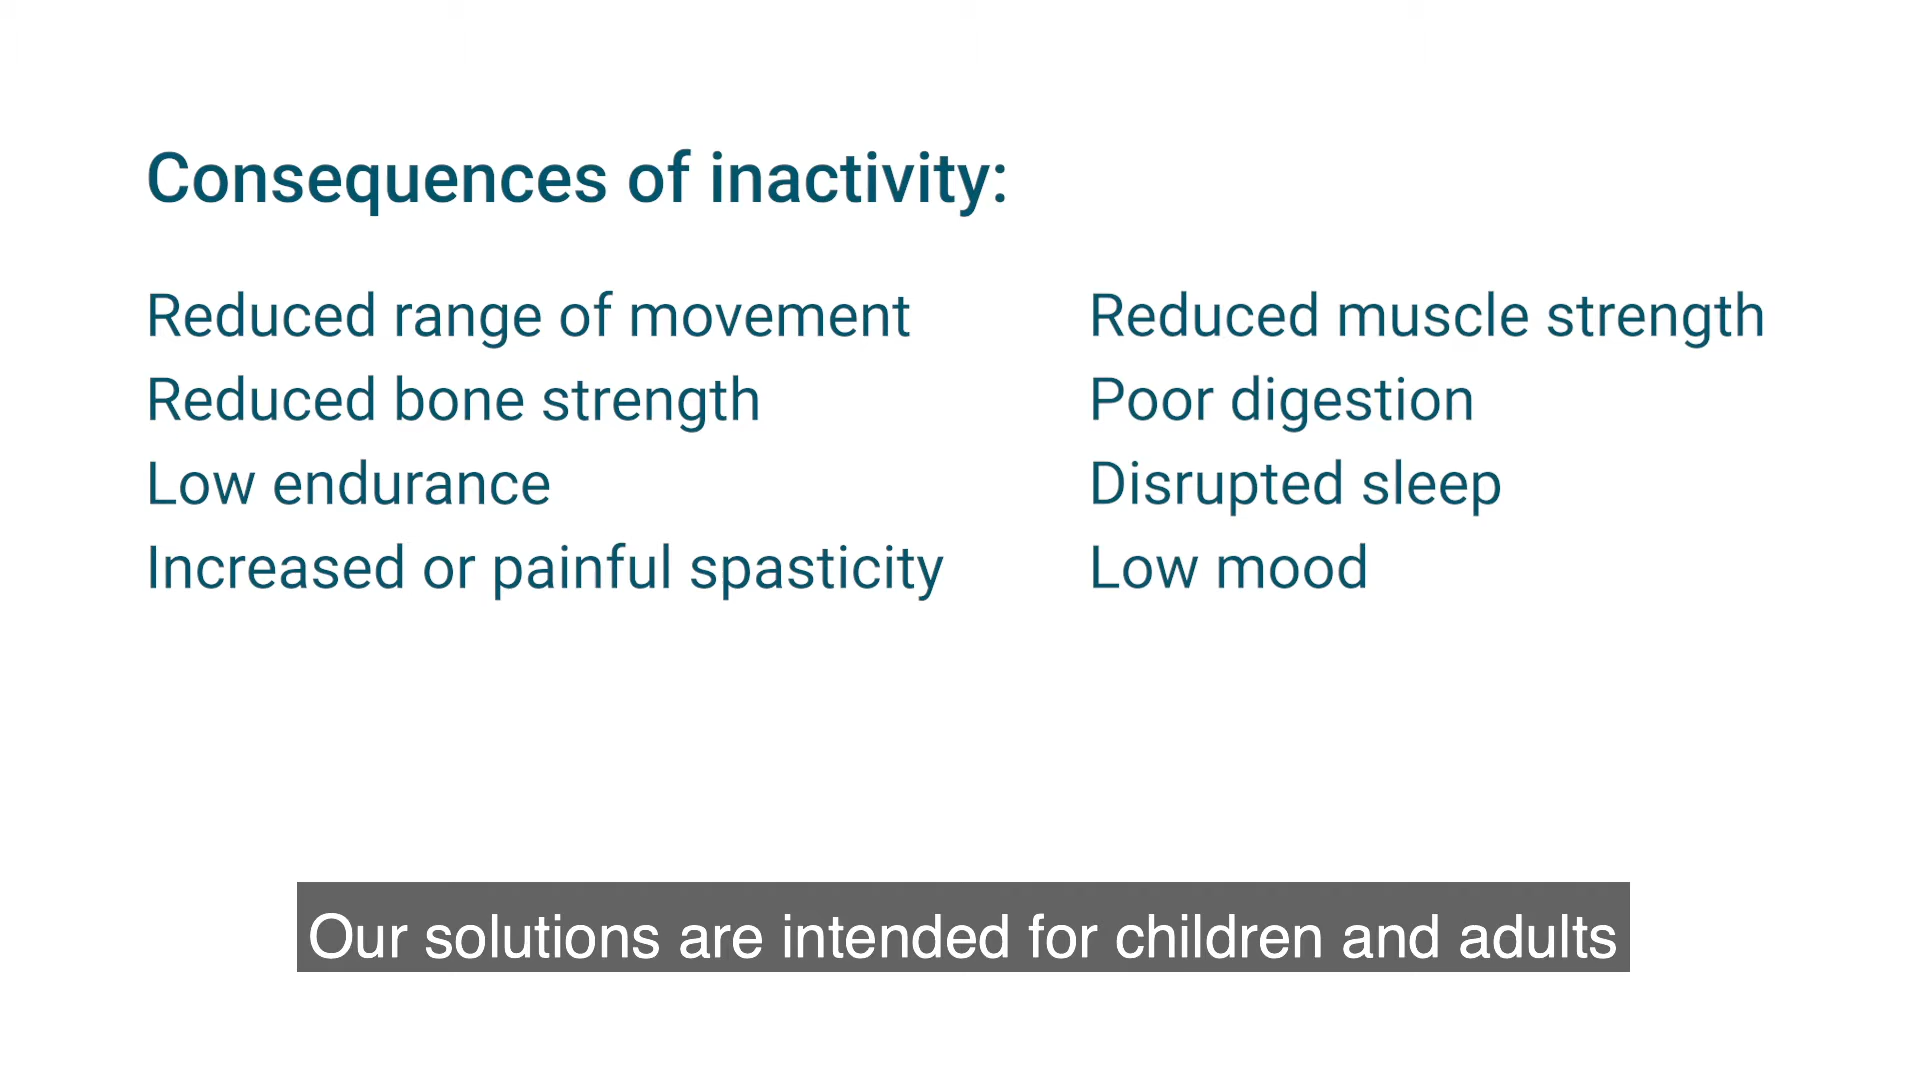 Consequences of inactivity:
Reduced range of movement
Reduced bone strength
Low endurance
Increased or painful spasticity
Reduced muscle strength
Poor digestion
Disrupted sleep
Low mood
Our solutions are intended for children and adults